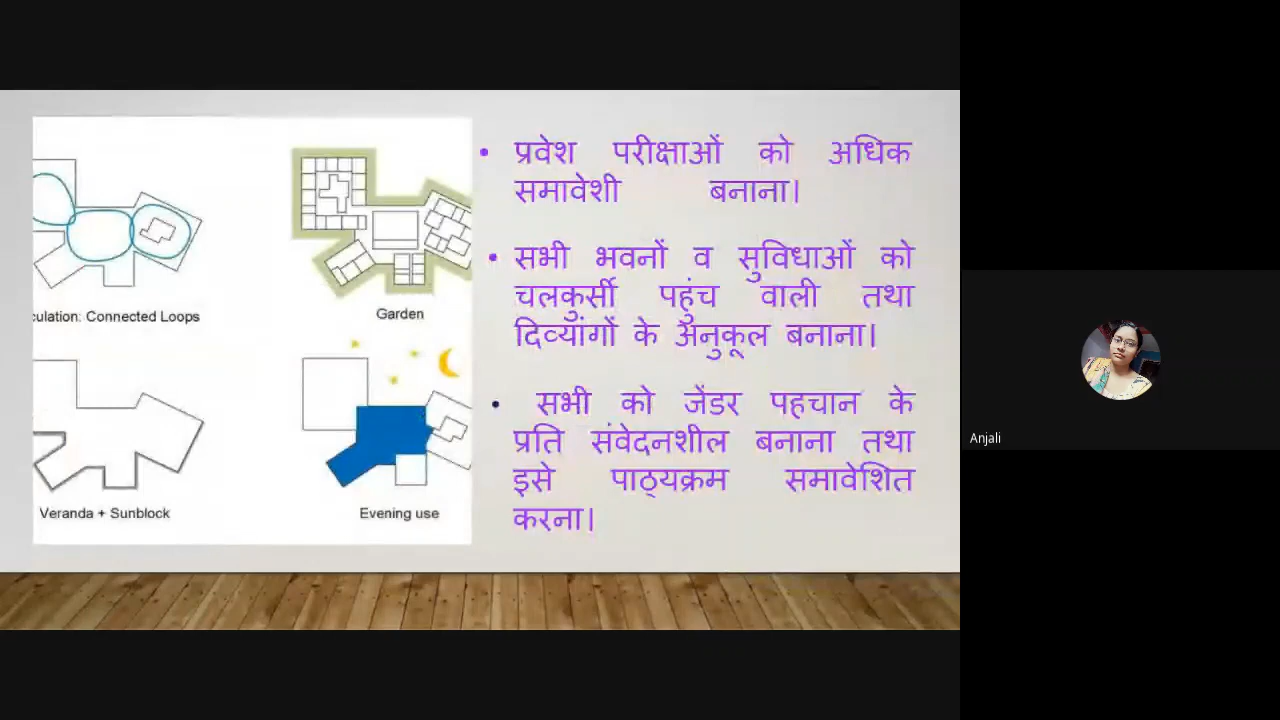 culation: Connected Loops
Garden
Veranda + Sunblock
Evening use
• प्रवेश परीक्षाओं को अधिक
समावेशी बनाना।
• सभी भवनों व सुविधाओं को
चलकुर्सी पहुंच वाली तथा
दिव्यांगों के अनुकूल बनाना।
• सभी को जेंडर पहचान के
प्रति संवेदनशील बनाना तथा
इसे पाठ्यक्रम समावेशित
करना।
Anjali